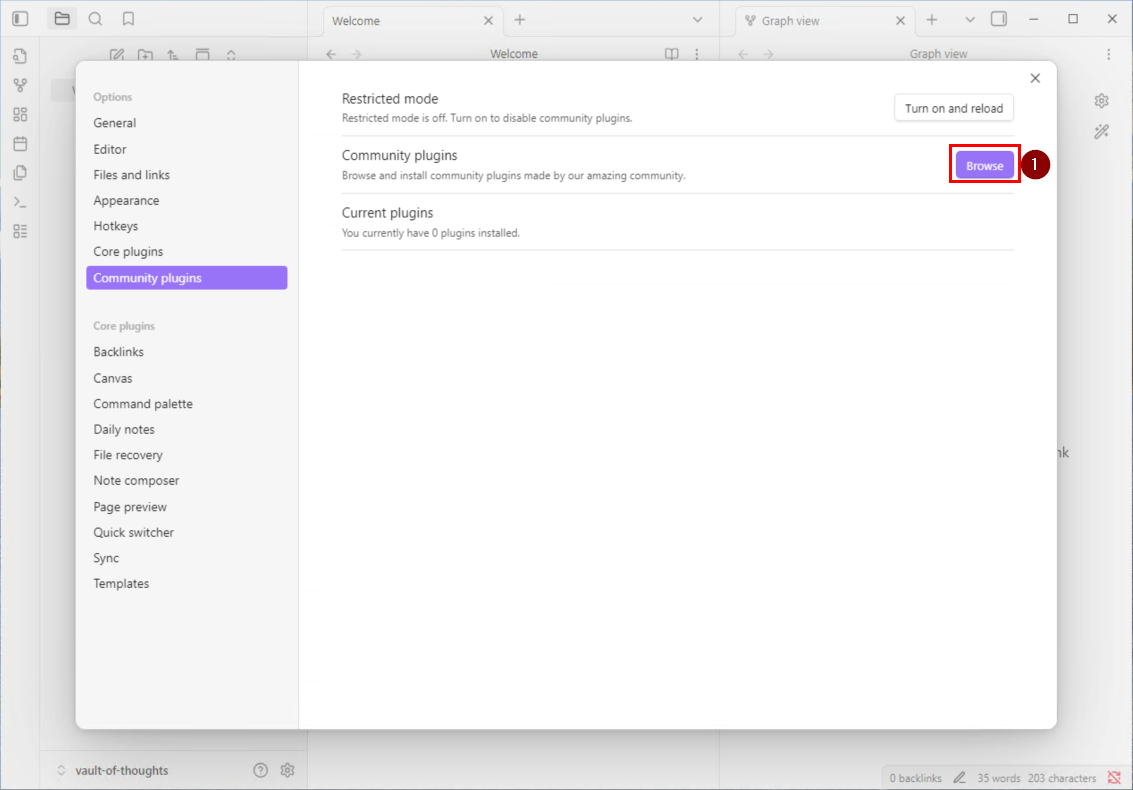 Welcome
Graph view
Welcome
Graph view
Options
General
Editor
Files and links
Appearance
Hotkeys
Core plugins
Community plugins
Core plugins
Backlinks
Canvas
Command palette
Daily notes
File recovery
Note composer
Page preview
Quick switcher
Sync
Templates
Restricted mode
Restricted mode is off. Turn on to disable community plugins.
Turn on and reload
Community plugins
Browse and install community plugins made by our amazing community.
Browse
1
Current plugins
You currently have 0 plugins installed.
nk
vault-of-thoughts
0 backlinks
35 words
203 characters